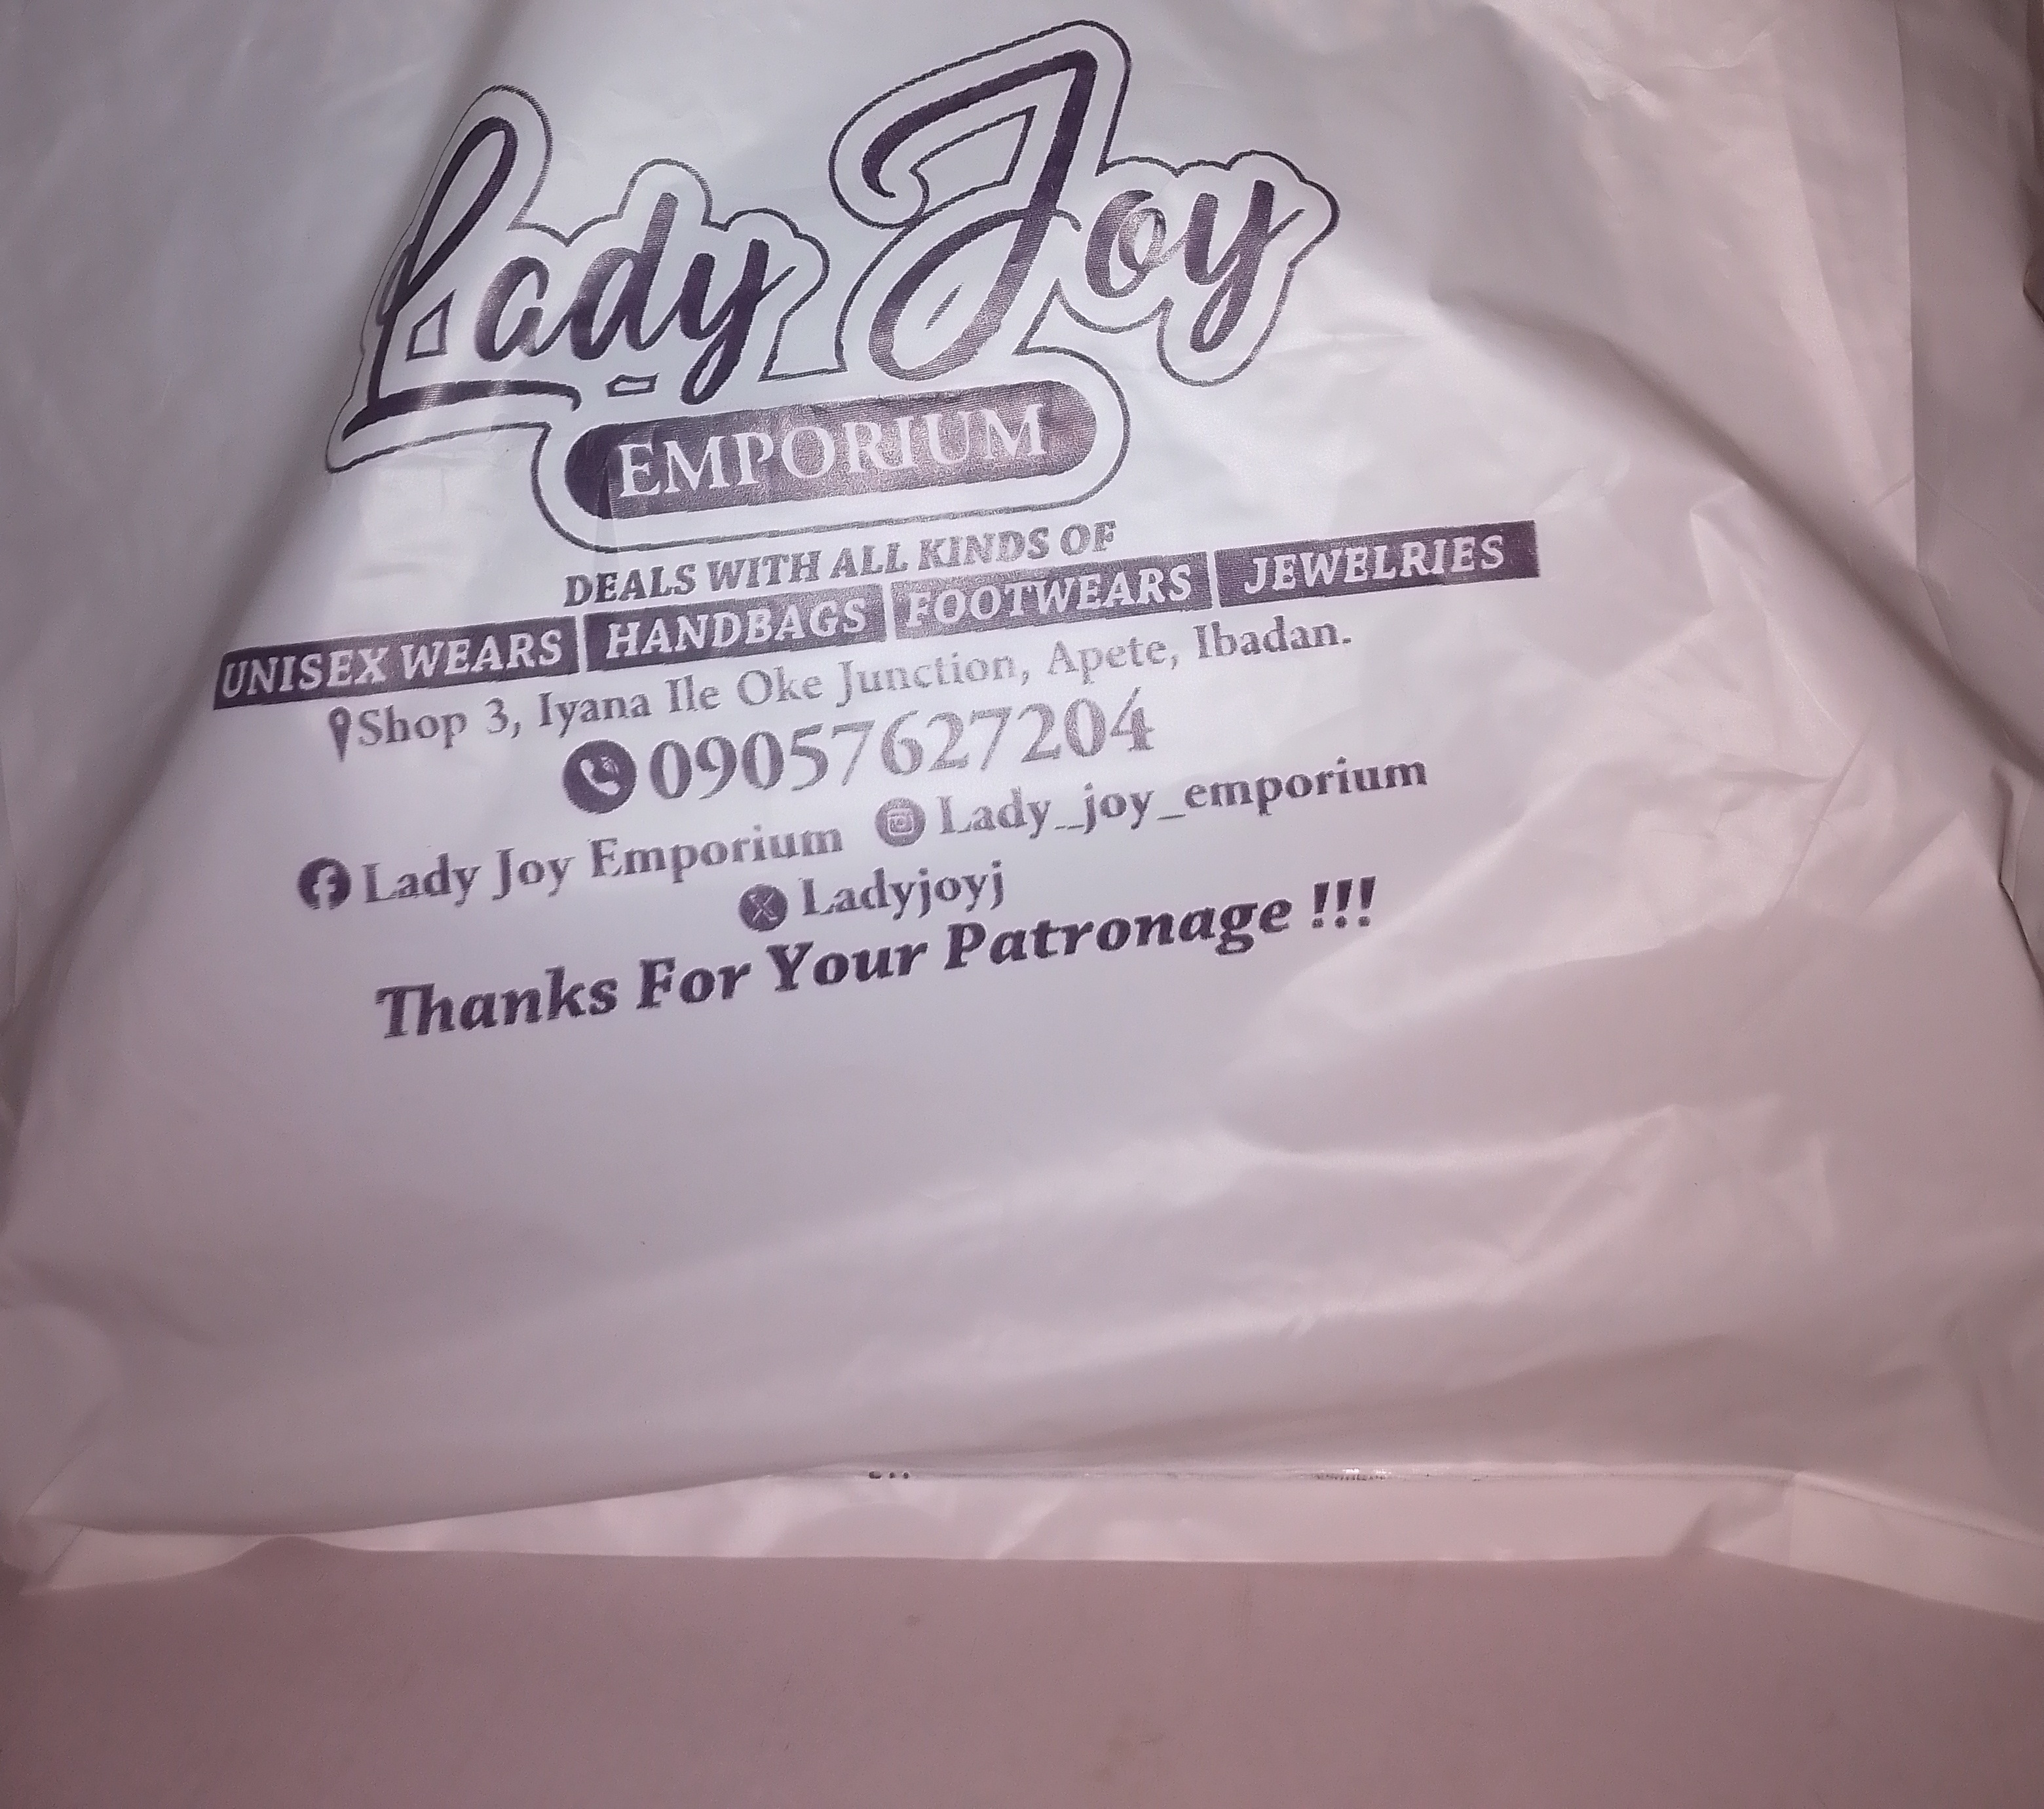 Lady Joy
EMPORIUM
DEALS WITH ALL KINDS OF
UNISEX WEARS | HANDBAGS | FOOTWEARS | JEWELRIES
Shop 3, Iyana Ile Oke Junction, Apete, Ibadan.
09057627204
Lady Joy Emporium Lady_joy_emporium
Ladyjoyj
Thanks For Your Patronage !!!